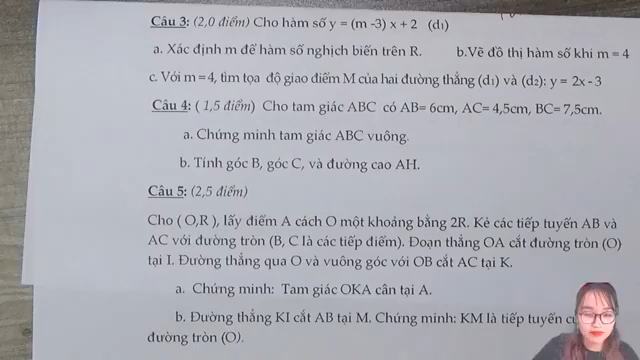 Câu 3: (2,0 điểm) Cho hàm số y = (m -3) x + 2 (d₁)
a. Xác định m để hàm số nghịch biến trên R. b.Vẽ đồ thị hàm số khi m = 4
c. Với m = 4, tìm tọa độ giao điểm M của hai đường thẳng (d₁) và (d₂): y = 2x - 3
Câu 4: ( 1,5 điểm) Cho tam giác ABC có AB= 6cm, AC= 4,5cm, BC= 7,5cm.
a. Chứng minh tam giác ABC vuông.
b. Tính góc B, góc C, và đường cao AH.
Câu 5: (2,5 điểm)
Cho ( O,R ), lấy điểm A cách O một khoảng bằng 2R. Kẻ các tiếp tuyến AB và
AC với đường tròn (B, C là các tiếp điểm). Đoạn thẳng OA cắt đường tròn (O)
tại I. Đường thẳng qua O và vuông góc với OB cắt AC tại K.
a. Chứng minh: Tam giác OKA cân tại A.
b. Đường thẳng KI cắt AB tại M. Chứng minh: KM là tiếp tuyến
đường tròn (O).